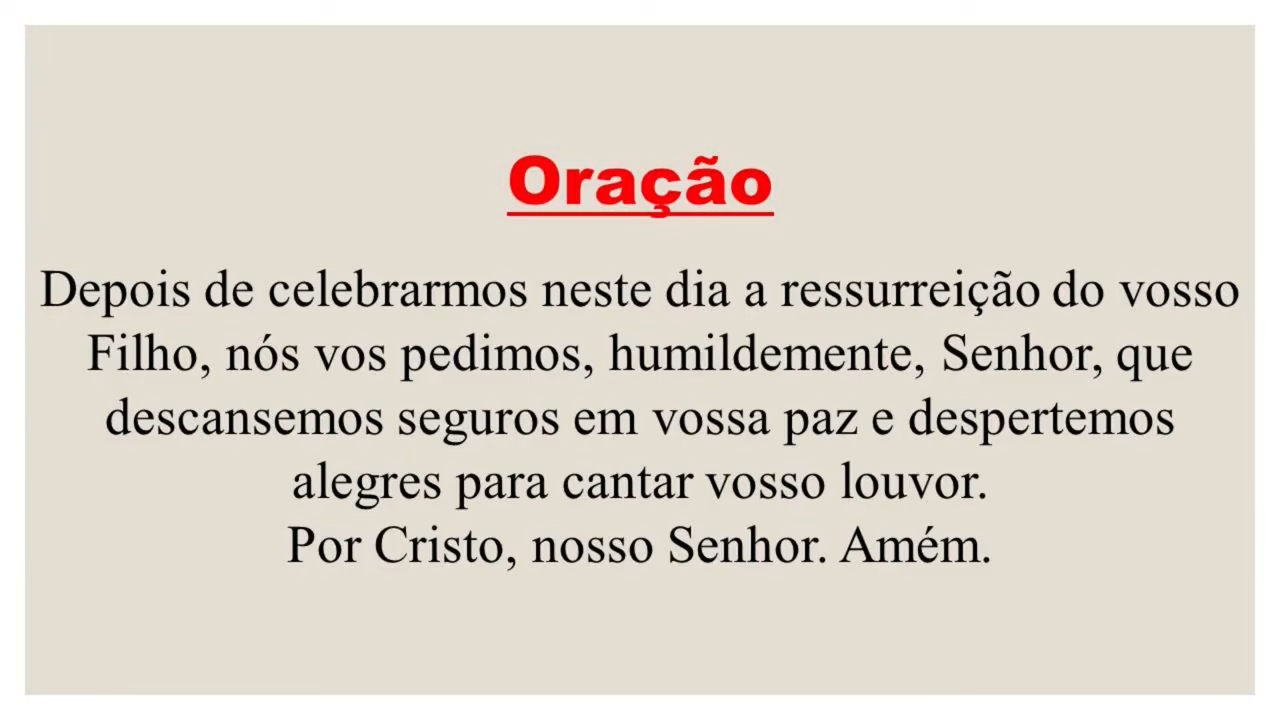 Oração
Depois de celebrarmos neste dia a ressurreição do vosso
Filho, nós vos pedimos, humildemente, Senhor, que
descansemos seguros em vossa paz e despertemos
alegres para cantar vosso louvor.
Por Cristo, nosso Senhor. Amém.